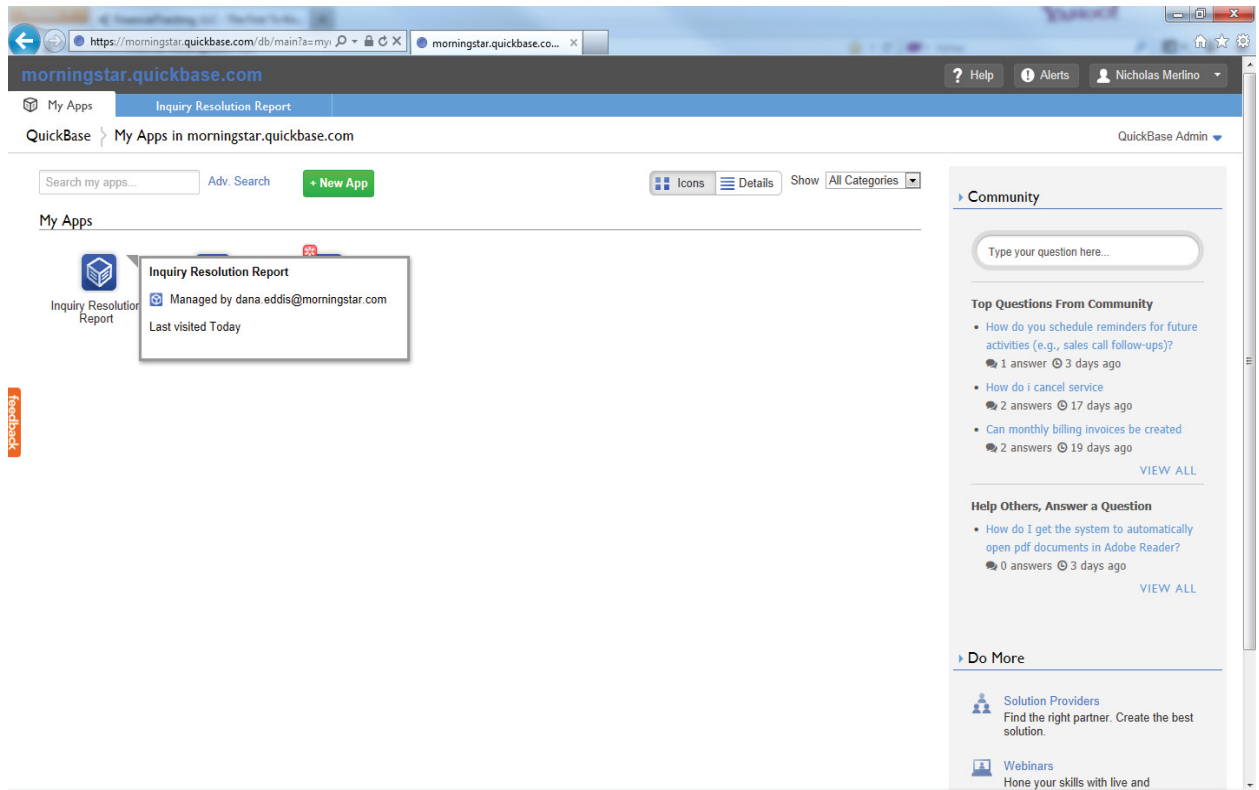 https://morningstar.quickbase.com/db/main?a=my
morningstar.quickbase.co...
morningstar.quickbase.com
Help
Alerts
Nicholas Merlino
My Apps
Inquiry Resolution Report
QuickBase
My Apps in morningstar.quickbase.com
QuickBase Admin
Search my apps...
Adv. Search
+ New App
Icons
Details
Show
All Categories
My Apps
Inquiry Resolution
Report
Inquiry Resolution Report
Managed by dana.eddis@morningstar.com
Last visited Today
feedback
Community
Type your question here...
Top Questions From Community
How do you schedule reminders for future
activities (e.g., sales call follow-ups)?
1 answer 3 days ago
How do i cancel service
2 answers 17 days ago
Can monthly billing invoices be created
2 answers 19 days ago
VIEW ALL
Help Others, Answer a Question
How do I get the system to automatically
open pdf documents in Adobe Reader?
0 answers 3 days ago
VIEW ALL
Do More
Solution Providers
Find the right partner. Create the best
solution.
Webinars
Hone your skills with live and